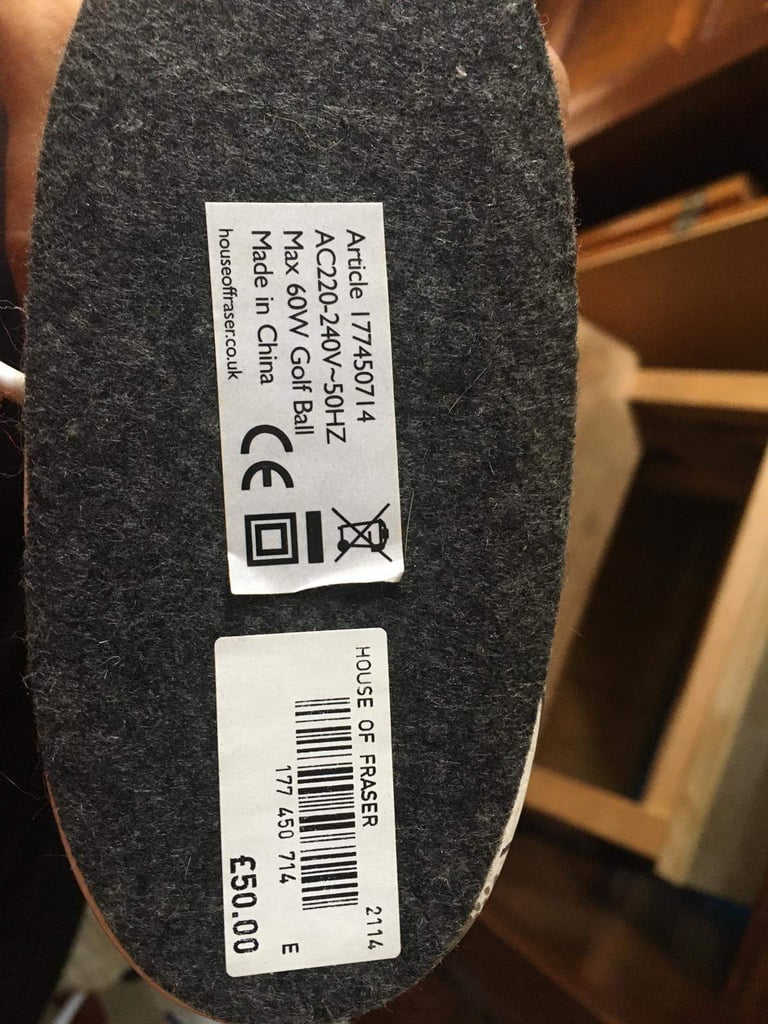 Article 177450714
AC220-240V~50HZ
Max 60W Golf Ball
Made in China
houseoffraser.co.uk
CE
HOUSE OF FRASER 2114
177 450 714 E
£50.00